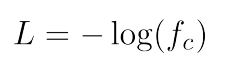 L = − log(f_c)